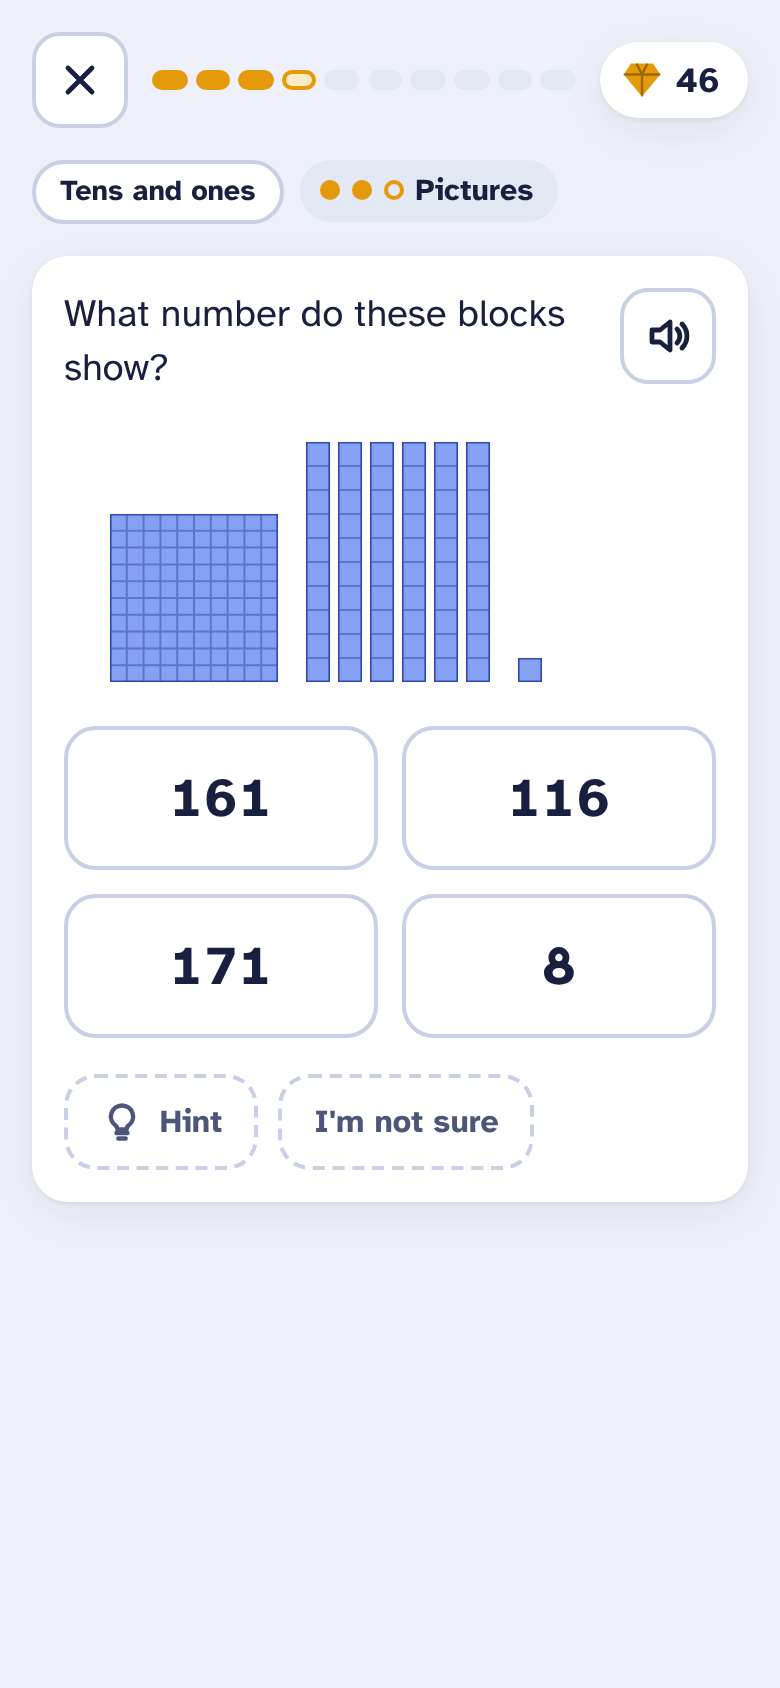 46
Tens and ones
Pictures
What number do these blocks
show?
161
116
171
8
Hint
I'm not sure